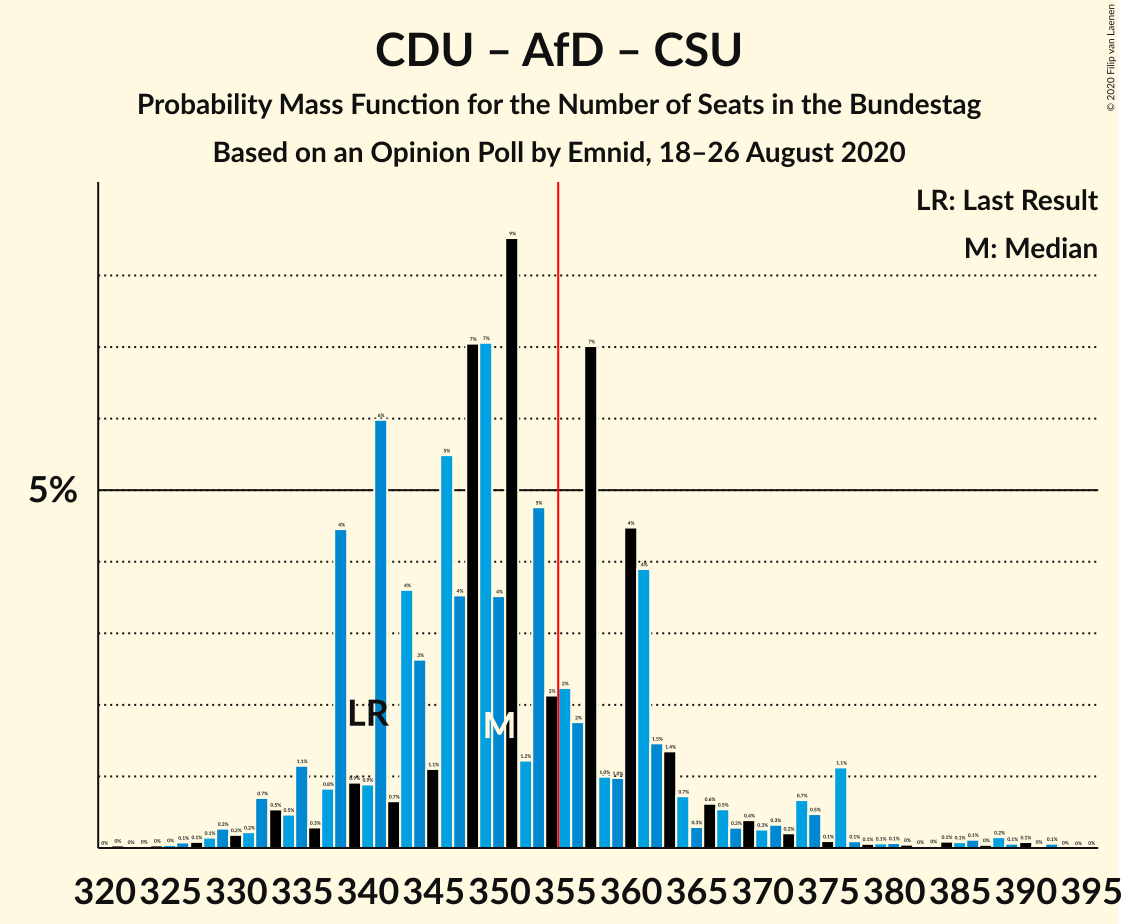 CDU – AfD – CSU
Probability Mass Function for the Number of Seats in the Bundestag
Based on an Opinion Poll by Emnid, 18–26 August 2020
© 2020 Filip van Laenen
LR: Last Result
M: Median
5%
LR
M
320 325 330 335 340 345 350 355 360 365 370 375 380 385 390 395